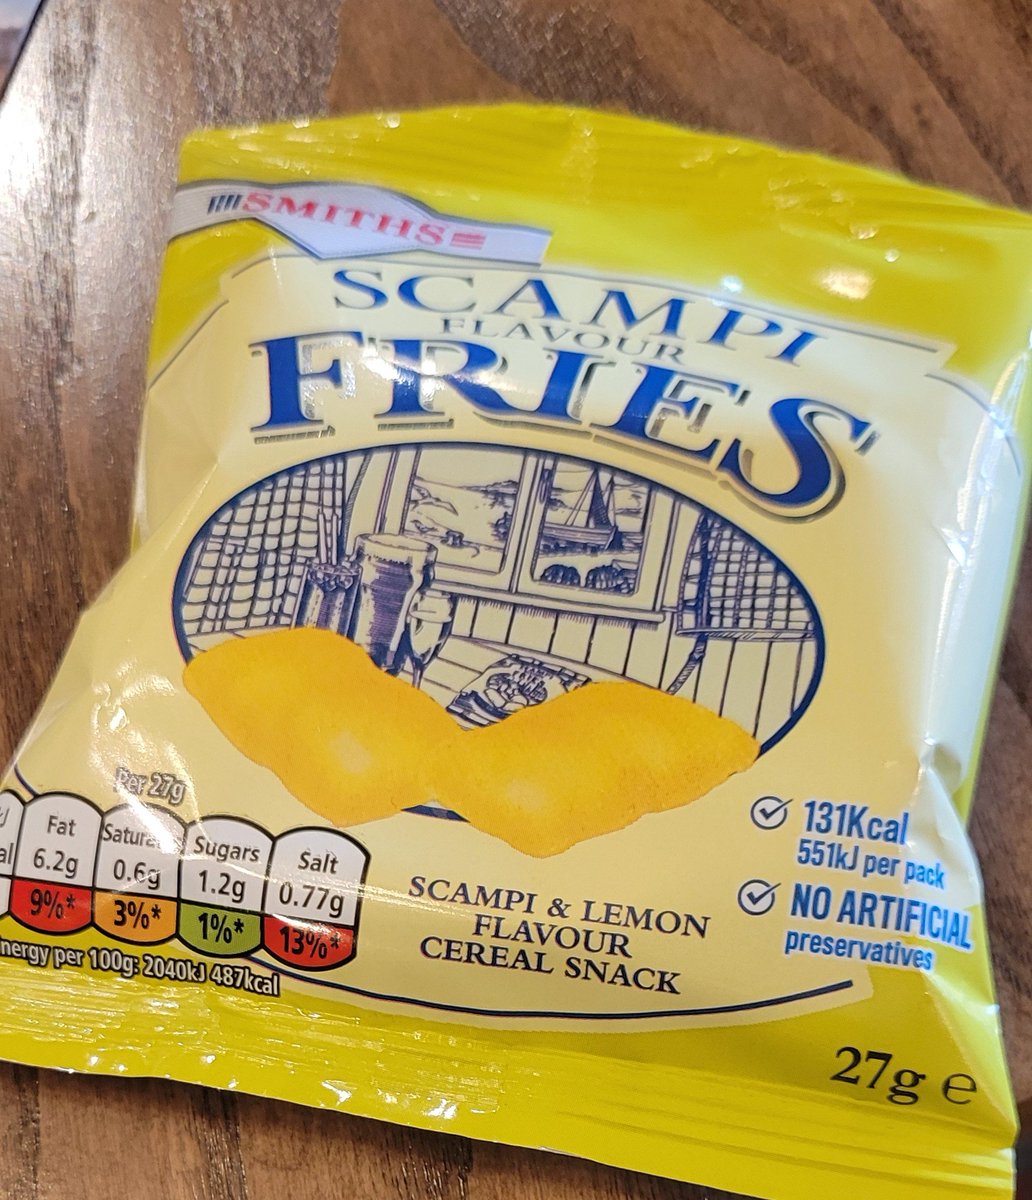 SMITHS
SCAMPI
FLAVOUR
FRIES
Per 27g
Fat
6.2g
9%*
0.6g
3%*
Sugars
1.2g
1%*
Salt
0.77g
13%*
per 100g: 2040kJ 487kcal
SCAMPI & LEMON
FLAVOUR
CEREAL SNACK
131Kcal
551kJ per pack
NO ARTIFICIAL
preservatives
27g e